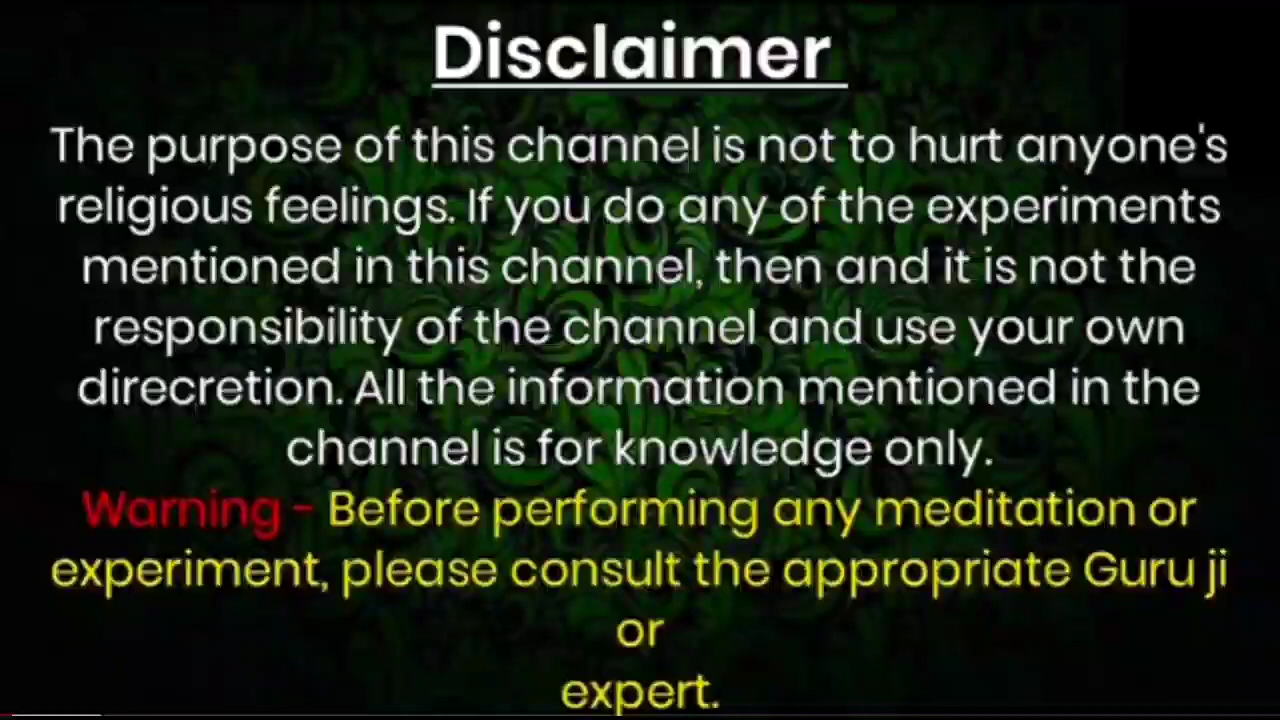 Disclaimer
The purpose of this channel is not to hurt anyone's
religious feelings. If you do any of the experiments
mentioned in this channel, then and it is not the
responsibility of the channel and use your own
direcretion. All the information mentioned in the
channel is for knowledge only.
Warning - Before performing any meditation or
experiment, please consult the appropriate Guru ji
or
expert.